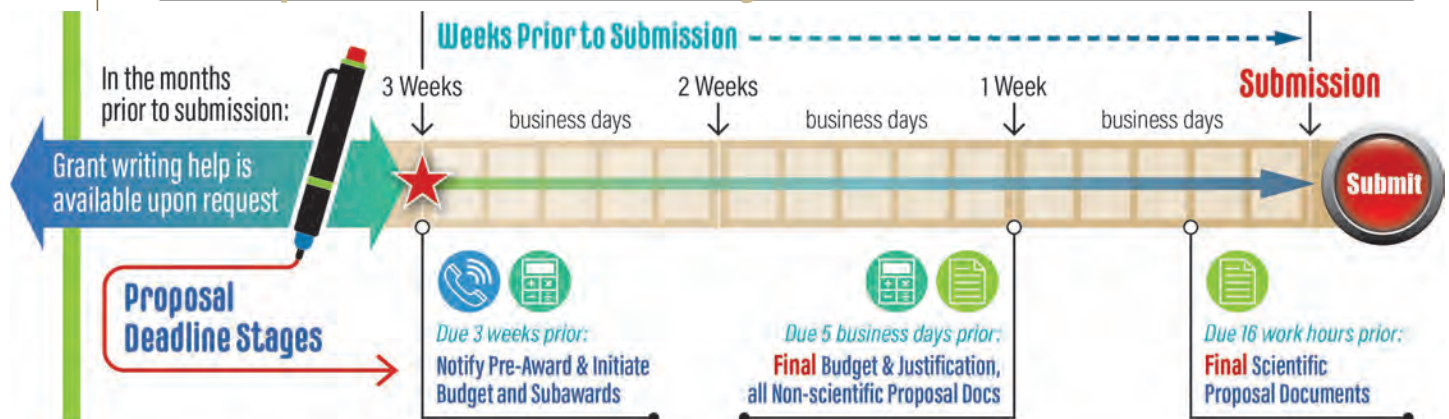 Weeks Prior to Submission
In the months
prior to submission:
3 Weeks
2 Weeks
1 Week
Submission
business days
business days
business days
Grant writing help is
available upon request
Submit
Proposal
Deadline Stages
Due 3 weeks prior:
Notify Pre-Award & Initiate
Budget and Subawards
Due 5 business days prior:
Final Budget & Justification,
all Non-scientific Proposal Docs
Due 16 work hours prior:
Final Scientific
Proposal Documents